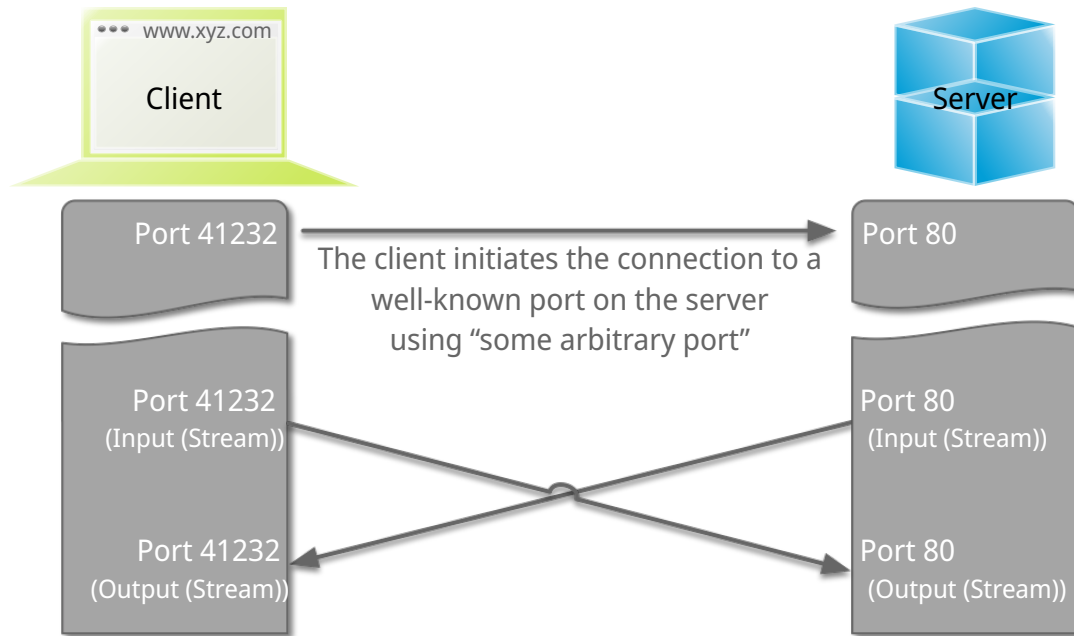 www.xyz.com
Client
Server
Port 41232
Port 80
The client initiates the connection to a
well-known port on the server
using “some arbitrary port”
Port 41232
(Input (Stream))
Port 80
(Input (Stream))
Port 41232
(Output (Stream))
Port 80
(Output (Stream))